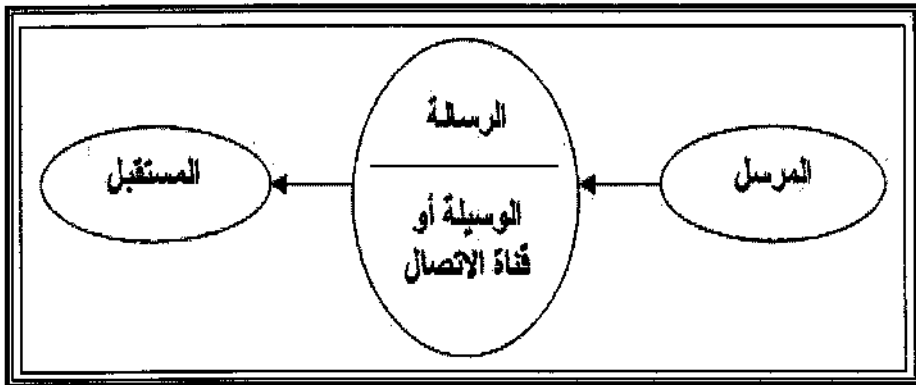 المرسل
الرسالة
الوسيلة أو
قناة الاتصال
المستقبل